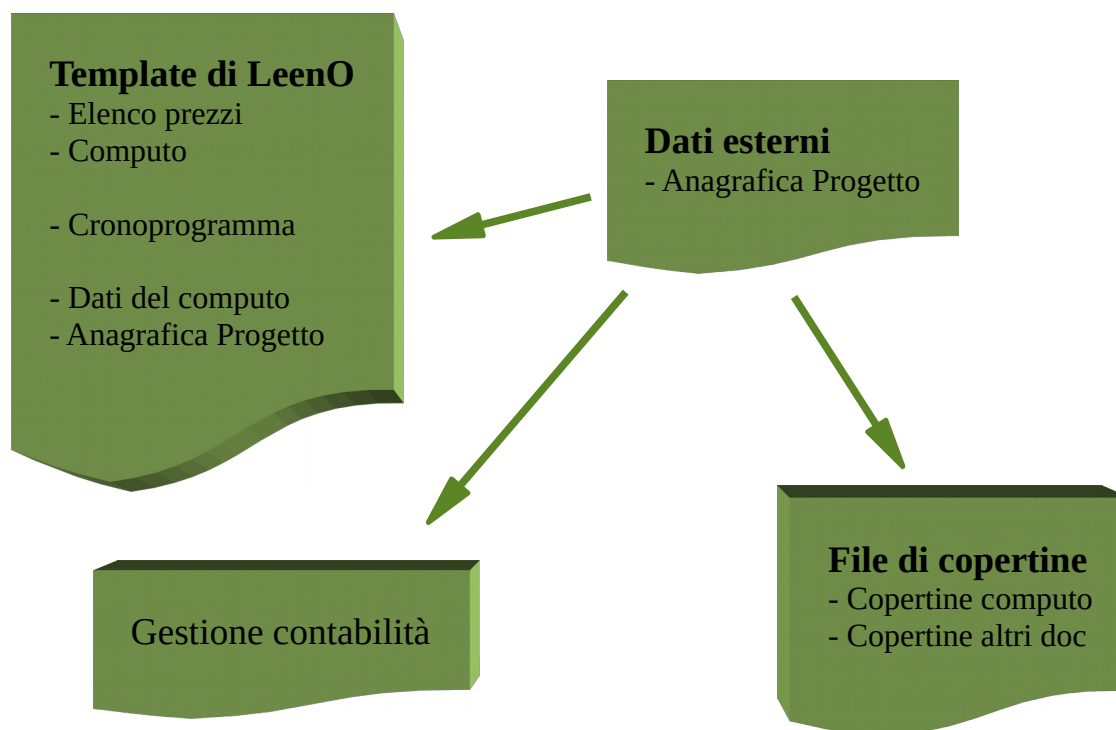 Template di LeenO
- Elenco prezzi
- Computo
- Cronoprogramma
- Dati del computo
- Anagrafica Progetto
Dati esterni
- Anagrafica Progetto
Gestione contabilità
File di copertine
- Copertine computo
- Copertine altri doc